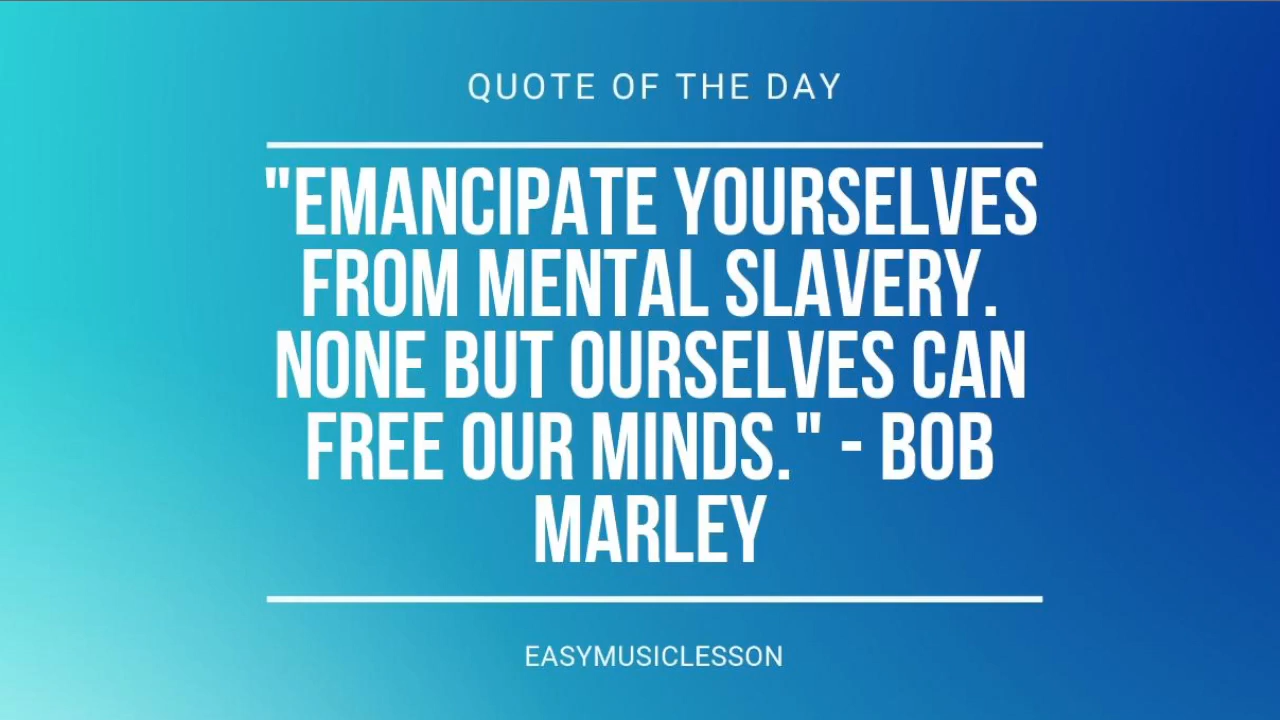 QUOTE OF THE DAY
"EMANCIPATE YOURSELVES
FROM MENTAL SLAVERY.
NONE BUT OURSELVES CAN
FREE OUR MINDS." - BOB
MARLEY
EASYMUSICLESSON